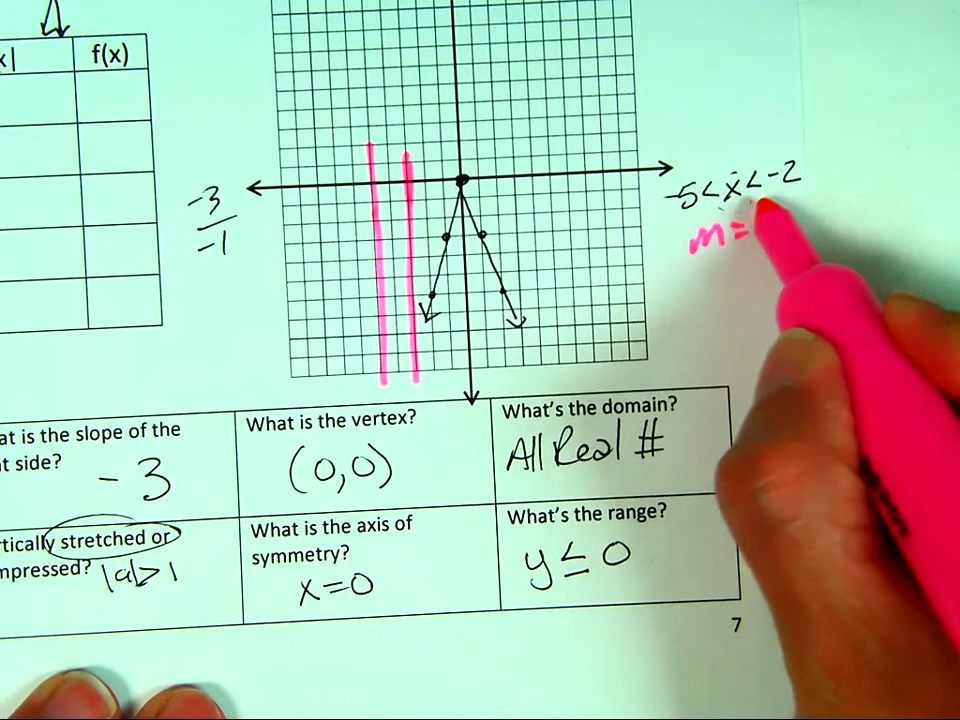 x| f(x)
-3
-1
-5<x<-2
m=
at is the slope of the
t side?
-3
What is the vertex?
(0,0)
What's the domain?
All Real #
tically stretched or
mpressed? |a|>1
What is the axis of
symmetry?
x=0
What's the range?
y≤0
7